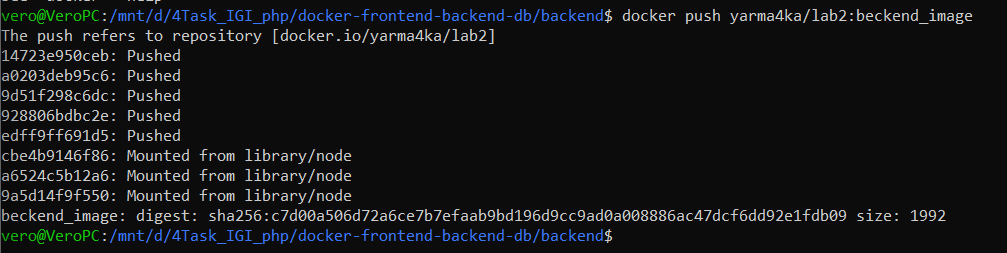 vero@VeroPC:/mnt/d/4Task_IGI_php/docker-frontend-backend-db/backend$ docker push yarma4ka/lab2:beckend_image
The push refers to repository [docker.io/yarma4ka/lab2]
14723e950ceb: Pushed
a0203deb95c6: Pushed
9d51f298c6dc: Pushed
928806bdbc2e: Pushed
edff9ff691d5: Pushed
cbe4b9146f86: Mounted from library/node
a6524c5b12a6: Mounted from library/node
9a5d14f9f550: Mounted from library/node
beckend_image: digest: sha256:c7d00a506d72a6ce7b7efaab9bd196d9cc9ad0a008886ac47dcf6dd92e1fdb09 size: 1992
vero@VeroPC:/mnt/d/4Task_IGI_php/docker-frontend-backend-db/backend$